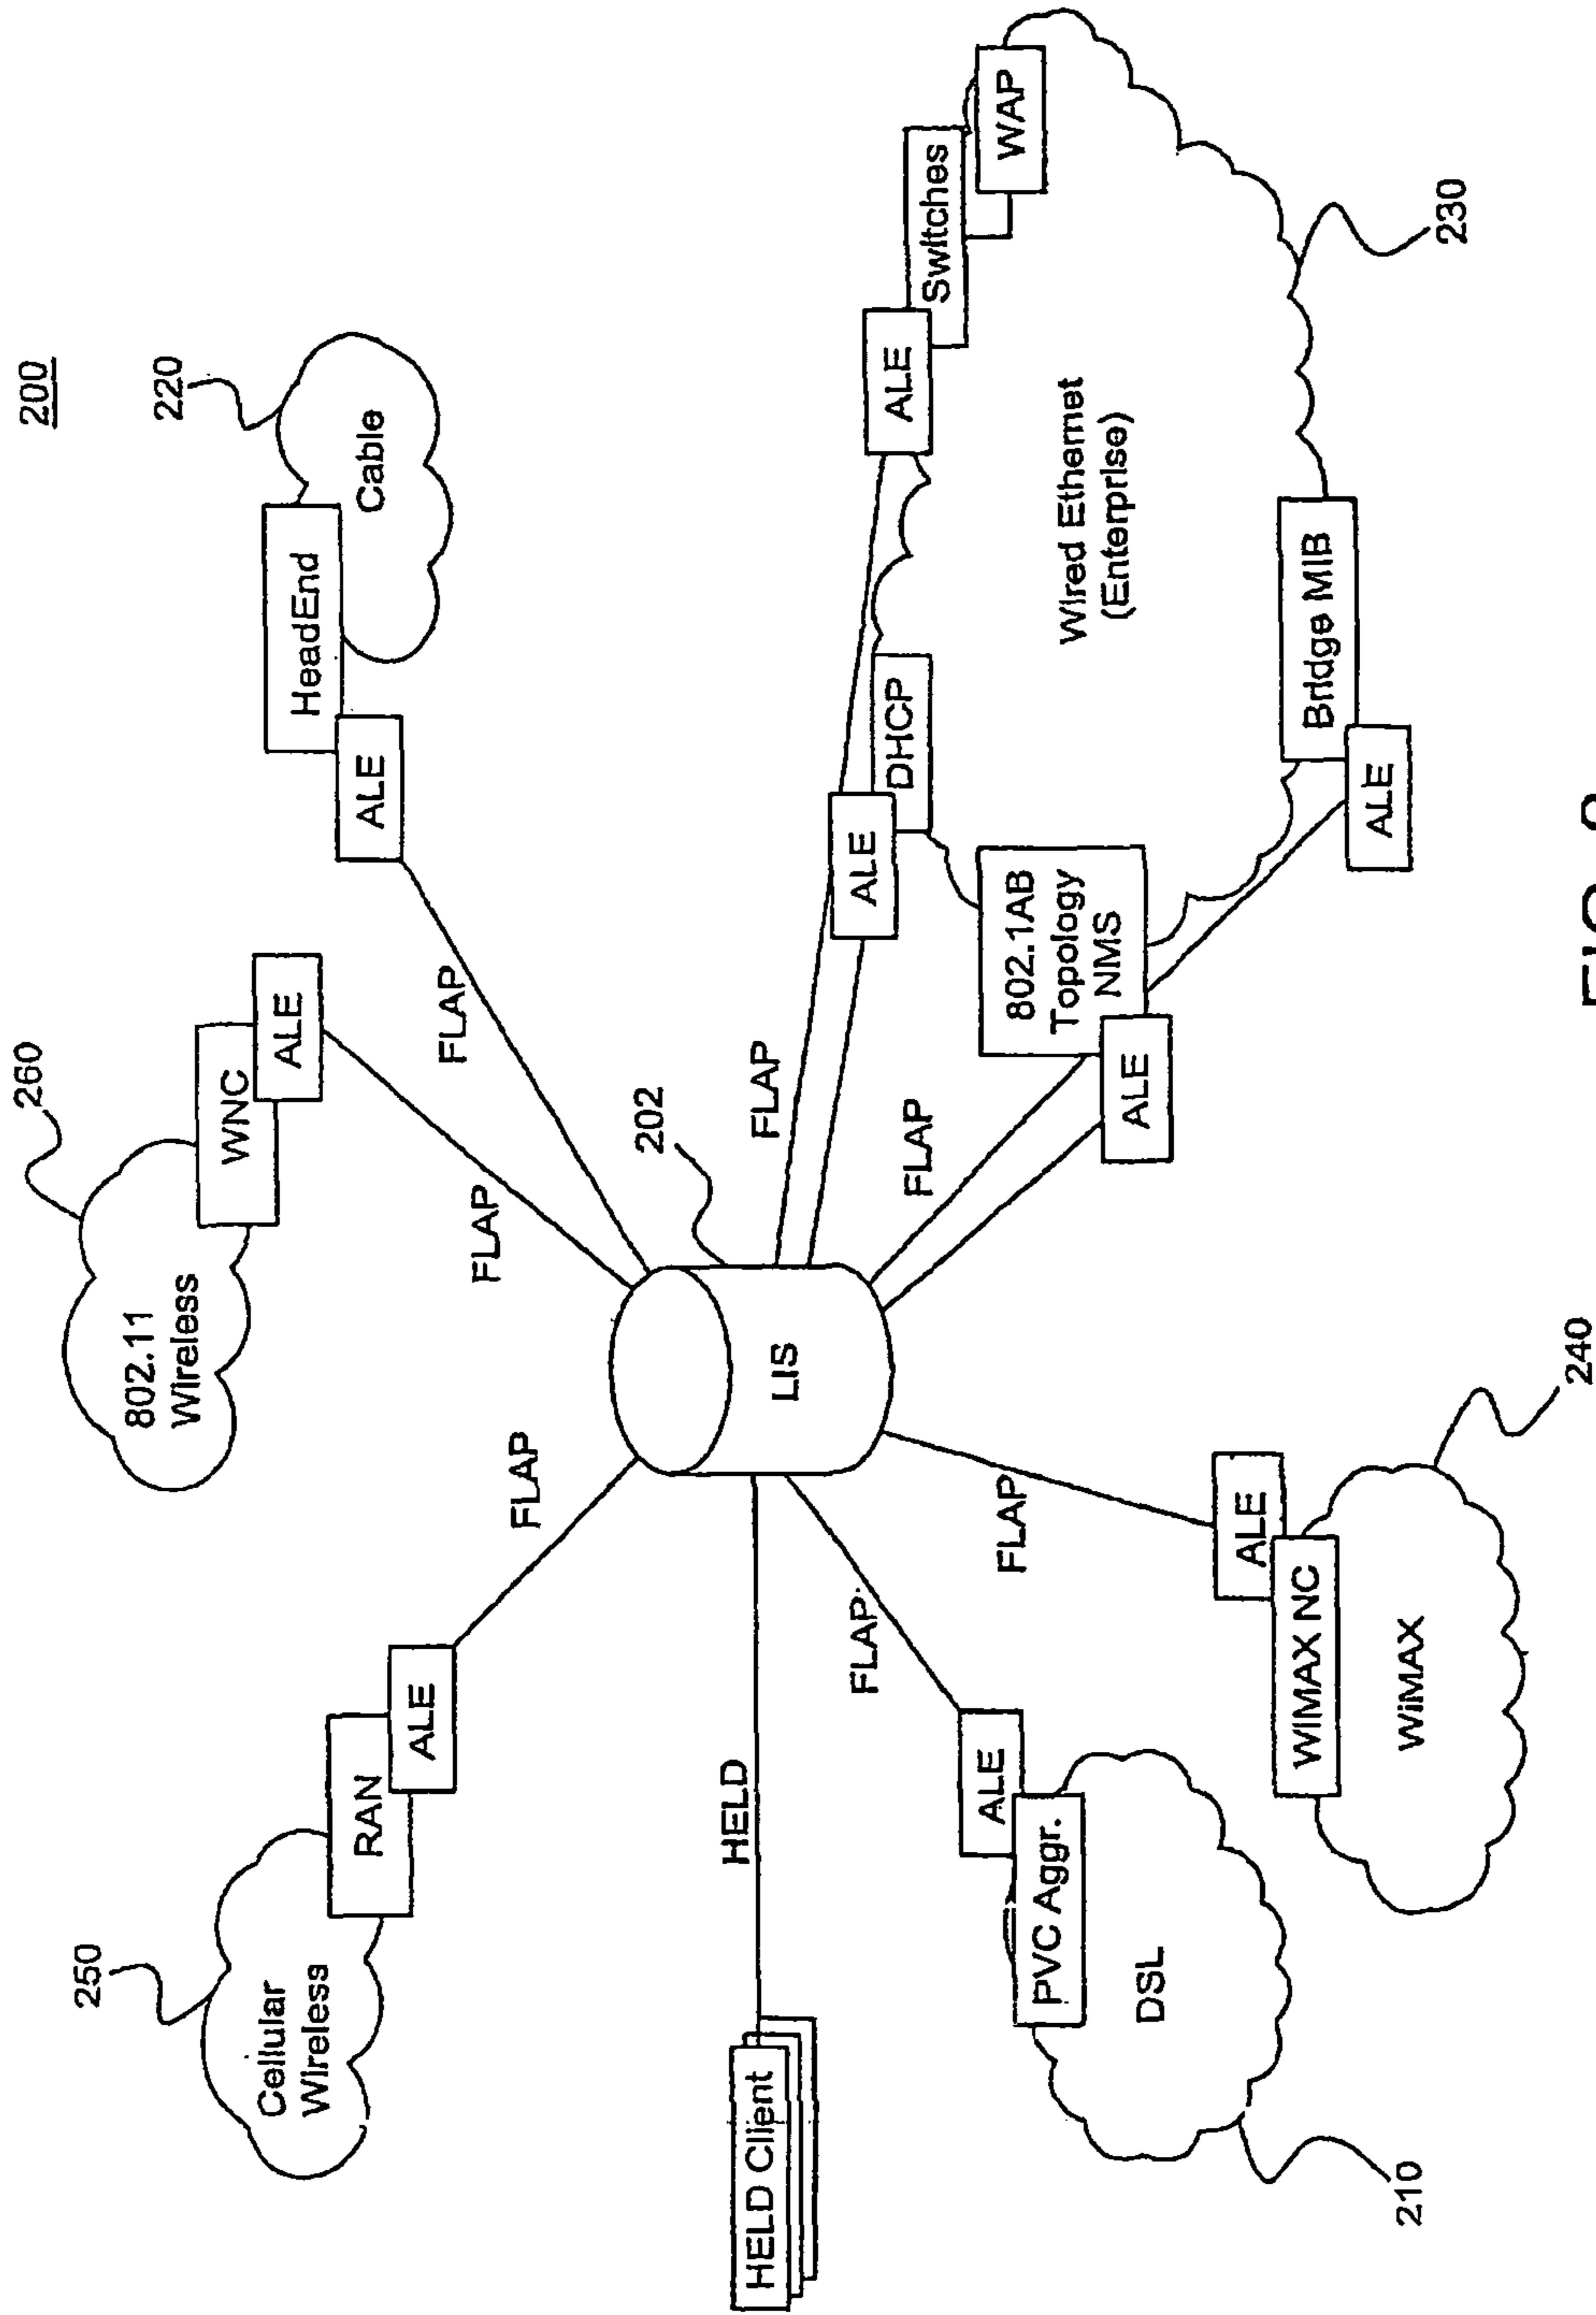 200
250
260
220
Cellular
Wireless
RAN
ALE
802.11
Wireless
WNC
ALE
HeadEnd
Cable
ALE
FLAP
FLAP
FLAP
202
HELD Client
HELD
LIS
FLAP
ALE
DHCP
ALE
Switches
WAP
FLAP
FLAP
FLAP
ALE
PVC Aggr.
DSL
802.1AB
Topology
NMS
ALE
Wired Ethernet
(Enterprise)
ALE
WiMAX NC
WiMAX
Bridge MIB
ALE
210
240
230